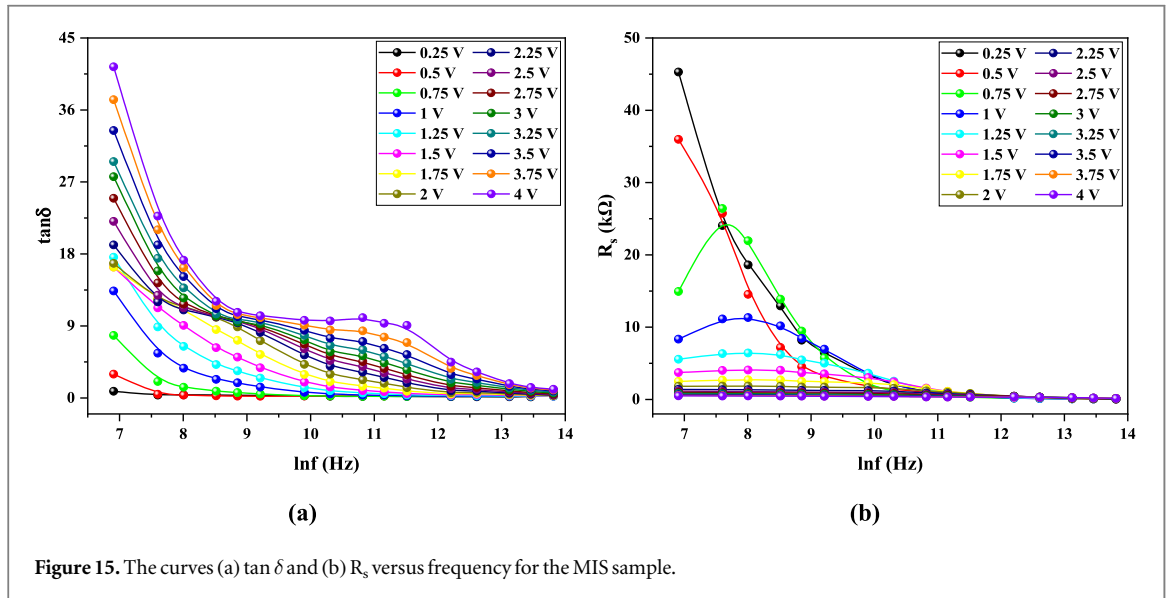 45
36
27
18
9
0
tanδ
7 8 9 10 11 12 13 14
lnf (Hz)
0.25 V 2.25 V
0.5 V 2.5 V
0.75 V 2.75 V
1 V 3 V
1.25 V 3.25 V
1.5 V 3.5 V
1.75 V 3.75 V
2 V 4 V
(a)
50
40
30
20
10
0
Rs (kΩ)
7 8 9 10 11 12 13 14
lnf (Hz)
0.25 V 2.25 V
0.5 V 2.5 V
0.75 V 2.75 V
1 V 3 V
1.25 V 3.25 V
1.5 V 3.5 V
1.75 V 3.75 V
2 V 4 V
(b)
Figure 15. The curves (a) tan δ and (b) Rs versus frequency for the MIS sample.